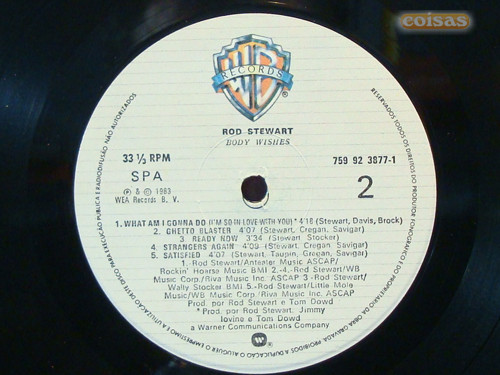 coisas
WB
RECORDS
®
ROD STEWART
BODY WISHES
33 ⅓ RPM
759 92 3877-1
SPA
2
℗ & © 1983
WEA Records B. V.
1. WHAT AM I GONNA DO (I'M SO IN LOVE WITH YOU) * 4'18 (Stewart, Davis, Brock)
2. GHETTO BLASTER 4'07 (Stewart, Cregan, Savigar)
3. READY NOW 3'34 (Stewart Stocker)
4. STRANGERS AGAIN 4'09 (Stewart, Cregan, Savigar)
5. SATISFIED 4'07 (Stewart, Taupin, Cregan, Savigar)
1.- Rod Stewart/Antealer Music ASCAP/
Rockin' Hoarse Music BMI 2.-4.-Rod Stewart/WB
Music Corp./Riva Music Inc. ASCAP 3.-Rod Stewart/
Wally Stocker BMI 5.-Rod Stewart/Little Mole
Music/WB Music Corp./Riva Music Inc. ASCAP
Prod. por Rod Stewart e Tom Dowd
* Prod. por Rod Stewart, Jimmy
Iovine e Tom Dowd
a Warner Communications Company
W ®
RESERVADOS TODOS OS DIREITOS DO PRODUTOR FONOGRÁFICO E DO PROPRIETÁRIO DA OBRA GRAVADA. PROIBIDOS A DUPLICAÇÃO, O ALUGUER, O EMPRÉSTIMO E A UTILIZAÇÃO DESTE DISCO PARA EXECUÇÃO PÚBLICA E RADIODIFUSÃO NÃO AUTORIZADOS